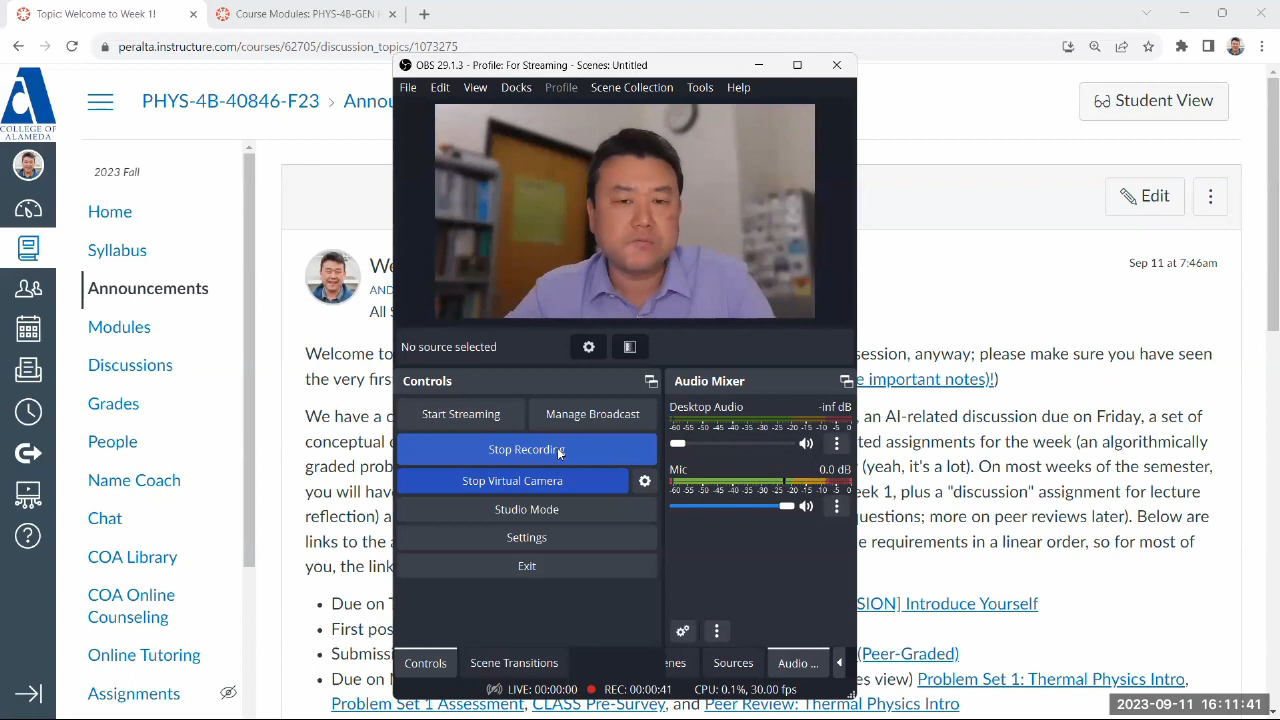 Topic: Welcome to Week 1!
Course Modules: PHYS-4B-GEN
peralta.instructure.com/courses/62705/discussion_topics/1073275
OBS 29.1.3 - Profile: For Streaming - Scenes: Untitled
File Edit View Docks Profile Scene Collection Tools Help
COLLEGE OF
ALAMEDA
PHYS-4B-40846-F23 › Annou
Student View
2023 Fall
Home
Syllabus
Announcements
Modules
Discussions
Grades
People
Name Coach
Chat
COA Library
COA Online
Counseling
Online Tutoring
Assignments
Edit
We
Sep 11 at 7:46am
AND
All S
Welcome to session, anyway; please make sure you have seen
the very firs e important notes)!)
We have a c , an AI-related discussion due on Friday, a set of
conceptual ted assignments for the week (an algorithmically
graded prob (yeah, it's a lot). On most weeks of the semester,
you will have eek 1, plus a "discussion" assignment for lecture
reflection) a uestions; more on peer reviews later). Below are
links to the a e requirements in a linear order, so for most of
you, the link
• Due on T SION] Introduce Yourself
• First pos
• Submiss (Peer-Graded)
• Due on M es view) Problem Set 1: Thermal Physics Intro,
Problem Set 1 Assessment, CLASS Pre-Survey, and Peer Review: Thermal Physics Intro
No source selected
Controls
Start Streaming Manage Broadcast
Stop Recording
Stop Virtual Camera
Studio Mode
Settings
Exit
Audio Mixer
Desktop Audio -inf dB
-60 -55 -50 -45 -40 -35 -30 -25 -20 -15 -10 -5 0
Mic 0.0 dB
-60 -55 -50 -45 -40 -35 -30 -25 -20 -15 -10 -5 0
Controls Scene Transitions enes Sources Audio ...
LIVE: 00:00:00 REC: 00:00:41 CPU: 0.1%, 30.00 fps
2023-09-11 16:11:41